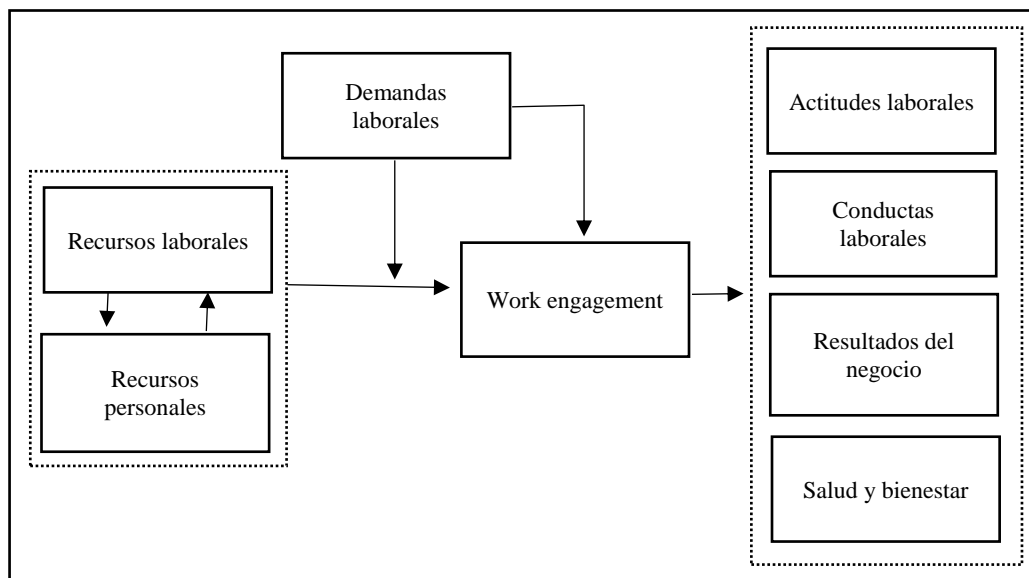 Demandas
laborales
Recursos laborales
Recursos
personales
Work engagement
Actitudes laborales
Conductas
laborales
Resultados del
negocio
Salud y bienestar